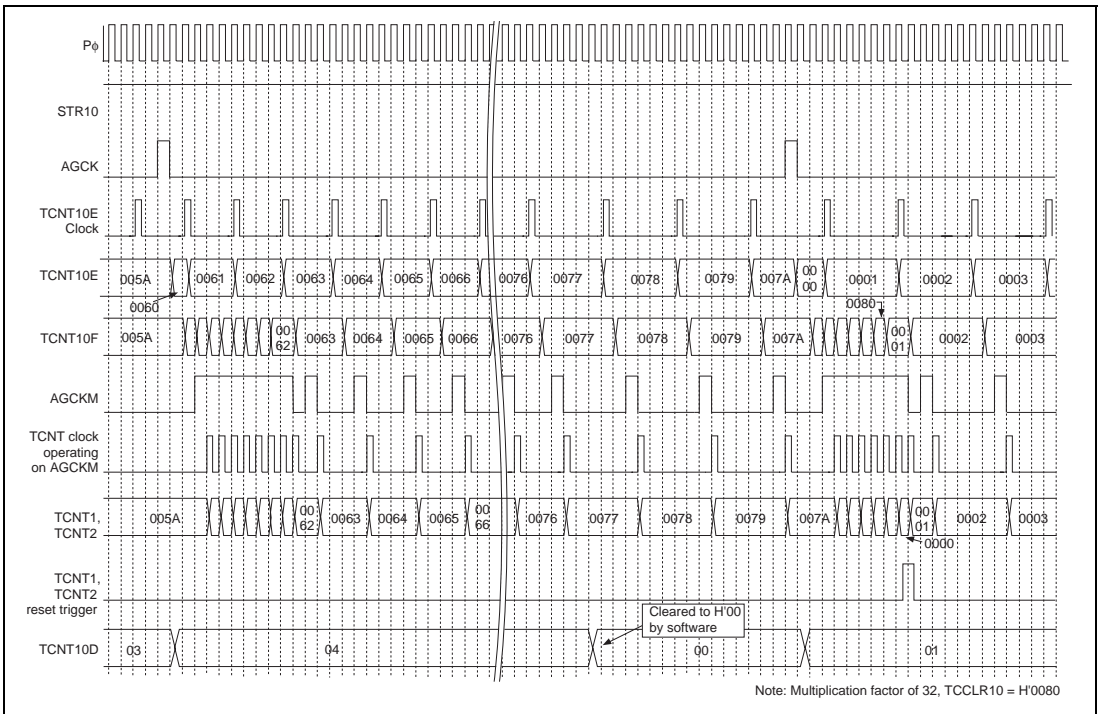 Pφ
STR10
AGCK
TCNT10E
Clock
TCNT10E
005A 0061 0062 0063 0064 0065 0066 0076 0077 0078 0079 007A 00 00 0001 0002 0003
0060
0080
TCNT10F
005A 00 62 0063 0064 0065 0066 0076 0077 0078 0079 007A 00 01 0002 0003
AGCKM
TCNT clock
operating
on AGCKM
TCNT1,
TCNT2
005A 00 62 0063 0064 0065 00 66 0076 0077 0078 0079 007A 00 01 0002 0003
0000
TCNT1,
TCNT2
reset trigger
Cleared to H'00
by software
TCNT10D
03 04 00 01
Note: Multiplication factor of 32, TCCLR10 = H'0080